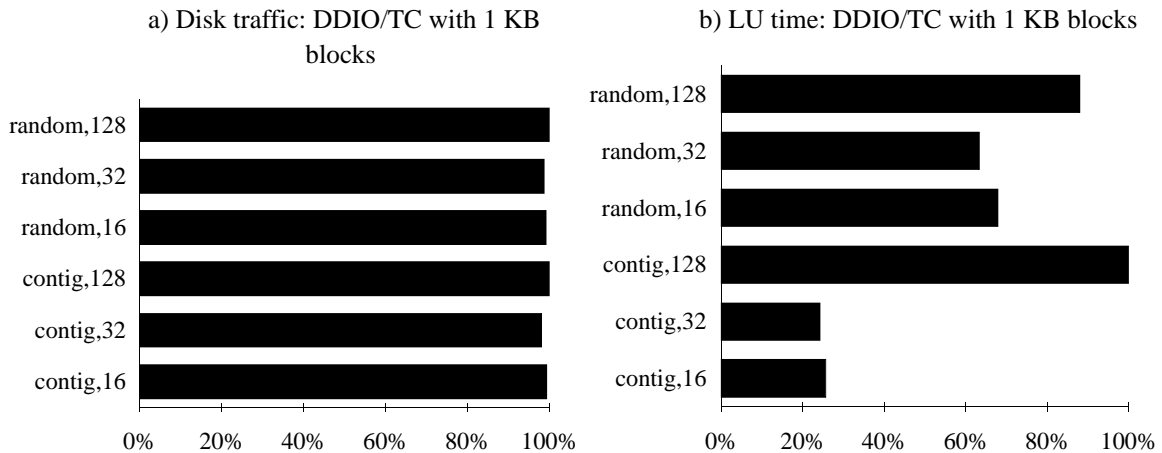 a) Disk traffic: DDIO/TC with 1 KB
blocks
random,128
random,32
random,16
contig,128
contig,32
contig,16
0% 20% 40% 60% 80% 100%
b) LU time: DDIO/TC with 1 KB blocks
random,128
random,32
random,16
contig,128
contig,32
contig,16
0% 20% 40% 60% 80% 100%